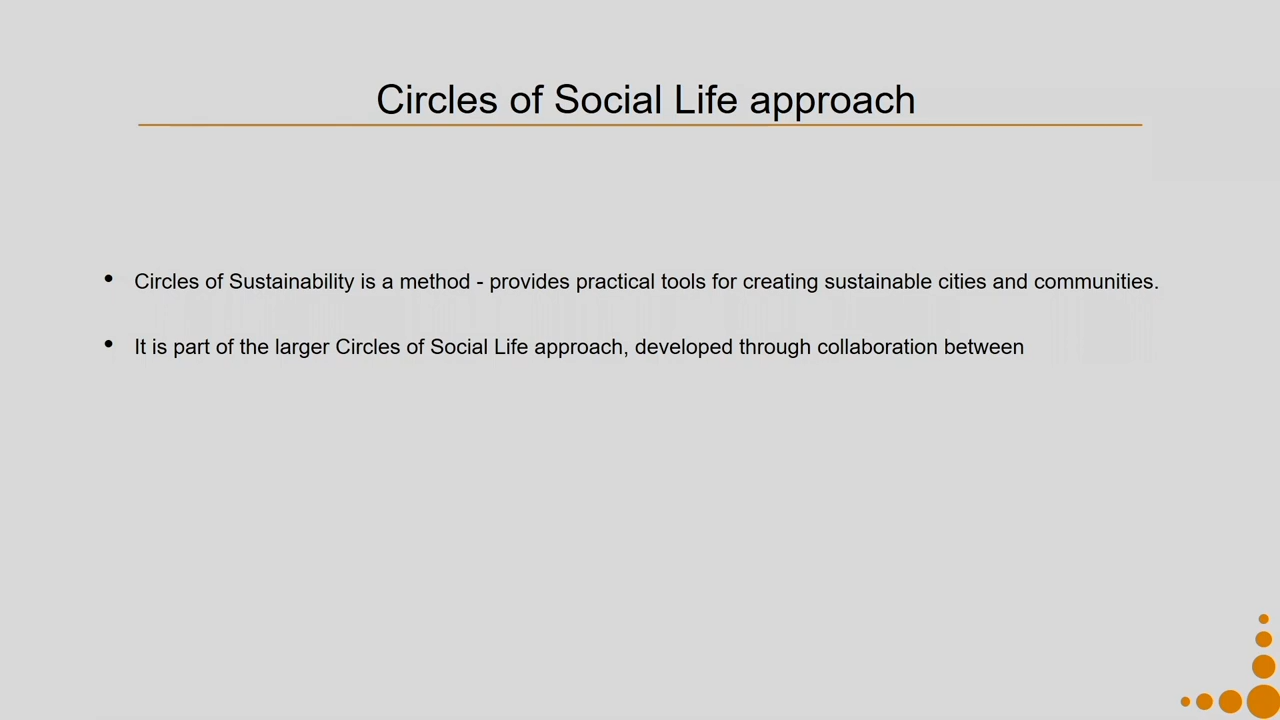 Circles of Social Life approach
• Circles of Sustainability is a method - provides practical tools for creating sustainable cities and communities.
• It is part of the larger Circles of Social Life approach, developed through collaboration between